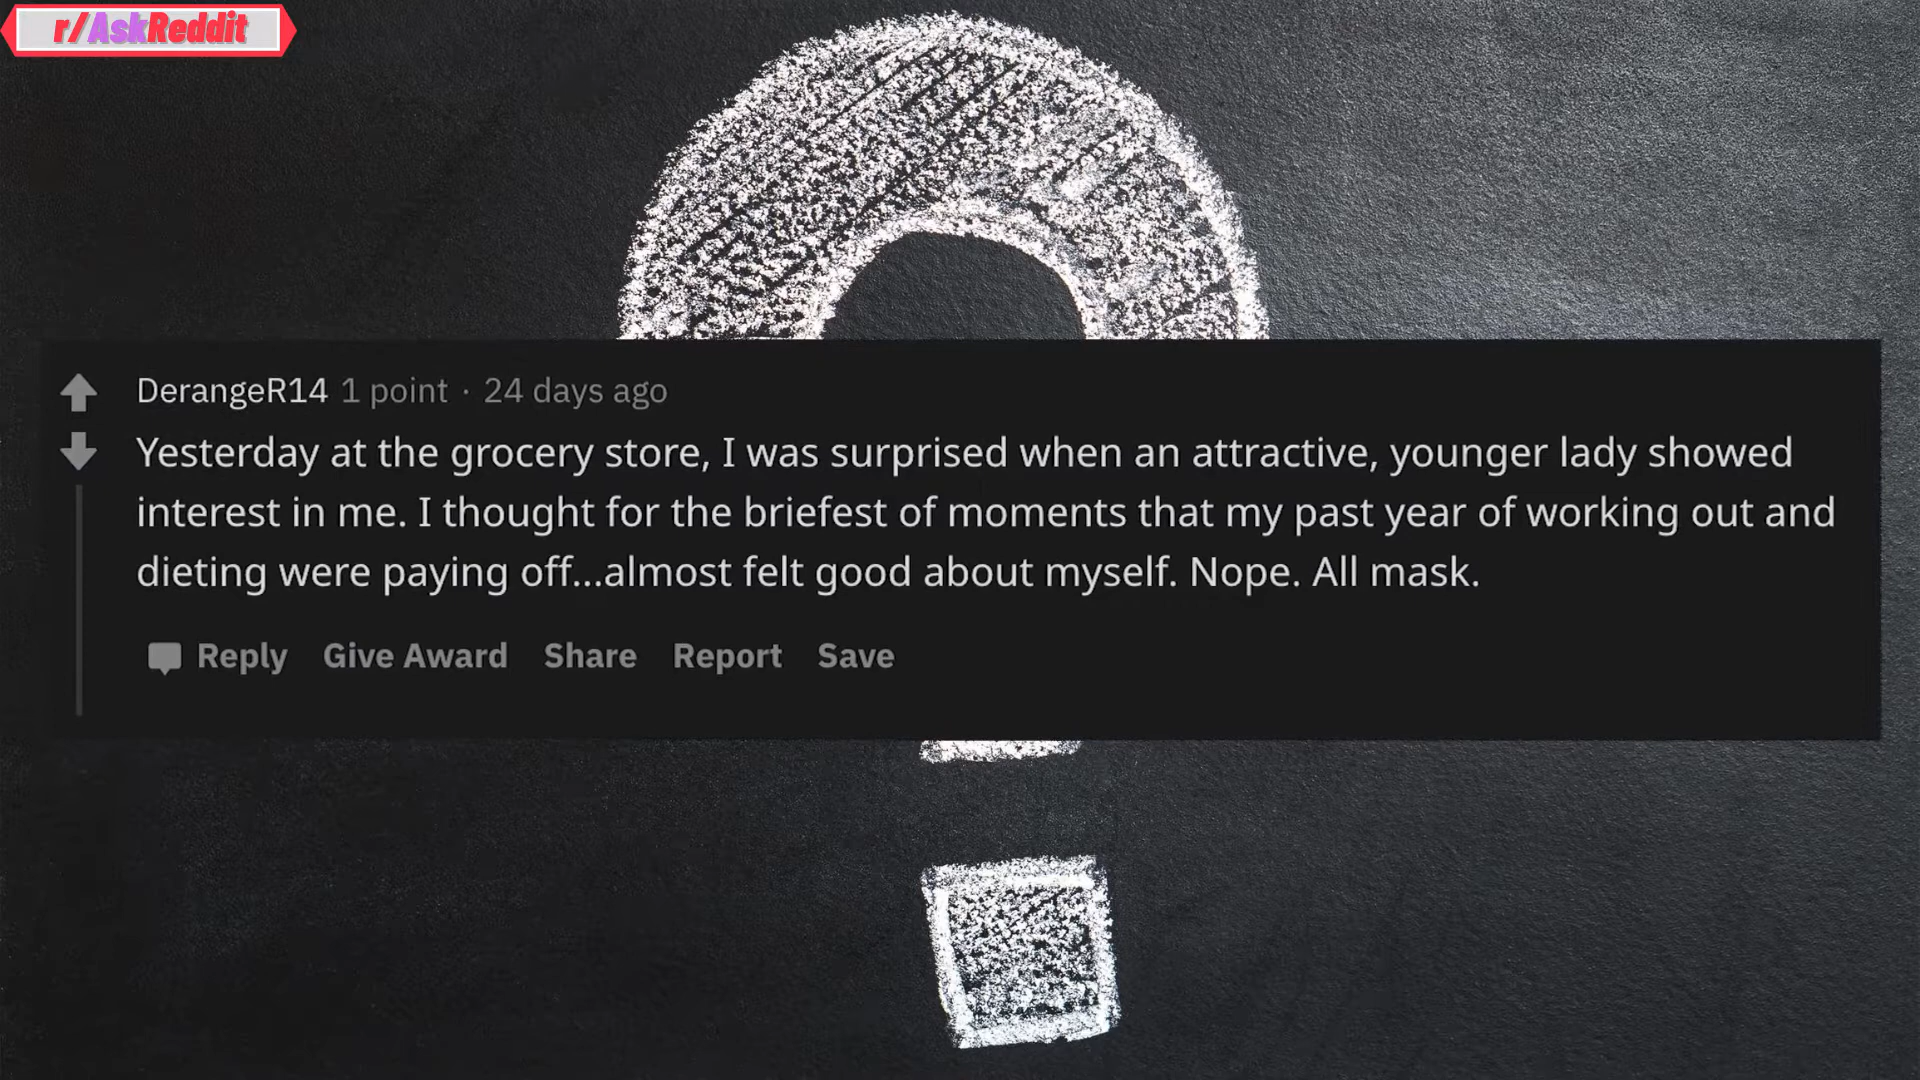 r/AskReddit
DerangeR14 1 point · 24 days ago
Yesterday at the grocery store, I was surprised when an attractive, younger lady showed
interest in me. I thought for the briefest of moments that my past year of working out and
dieting were paying off...almost felt good about myself. Nope. All mask.
Reply Give Award Share Report Save